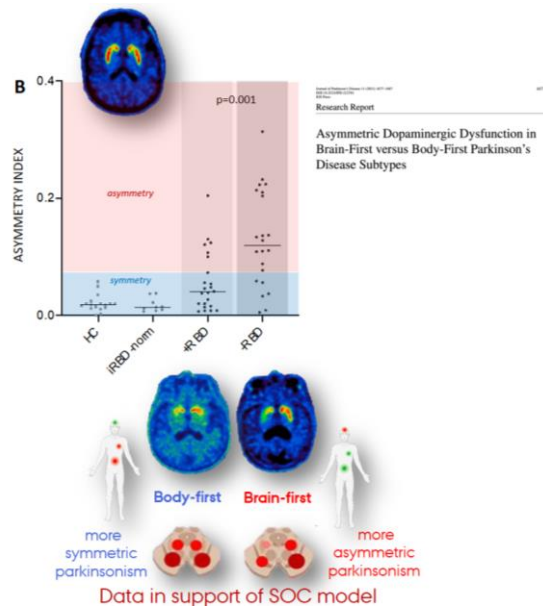 B
0.4
0.2
0.0
ASYMMETRY INDEX
p=0.001
asymmetry
symmetry
HC
iRBD-norm
+RBD
-RBD
Research Report
Asymmetric Dopaminergic Dysfunction in
Brain-First versus Body-First Parkinson's
Disease Subtypes
Body-first
Brain-first
more
symmetric
parkinsonism
more
asymmetric
parkinsonism
Data in support of SOC model